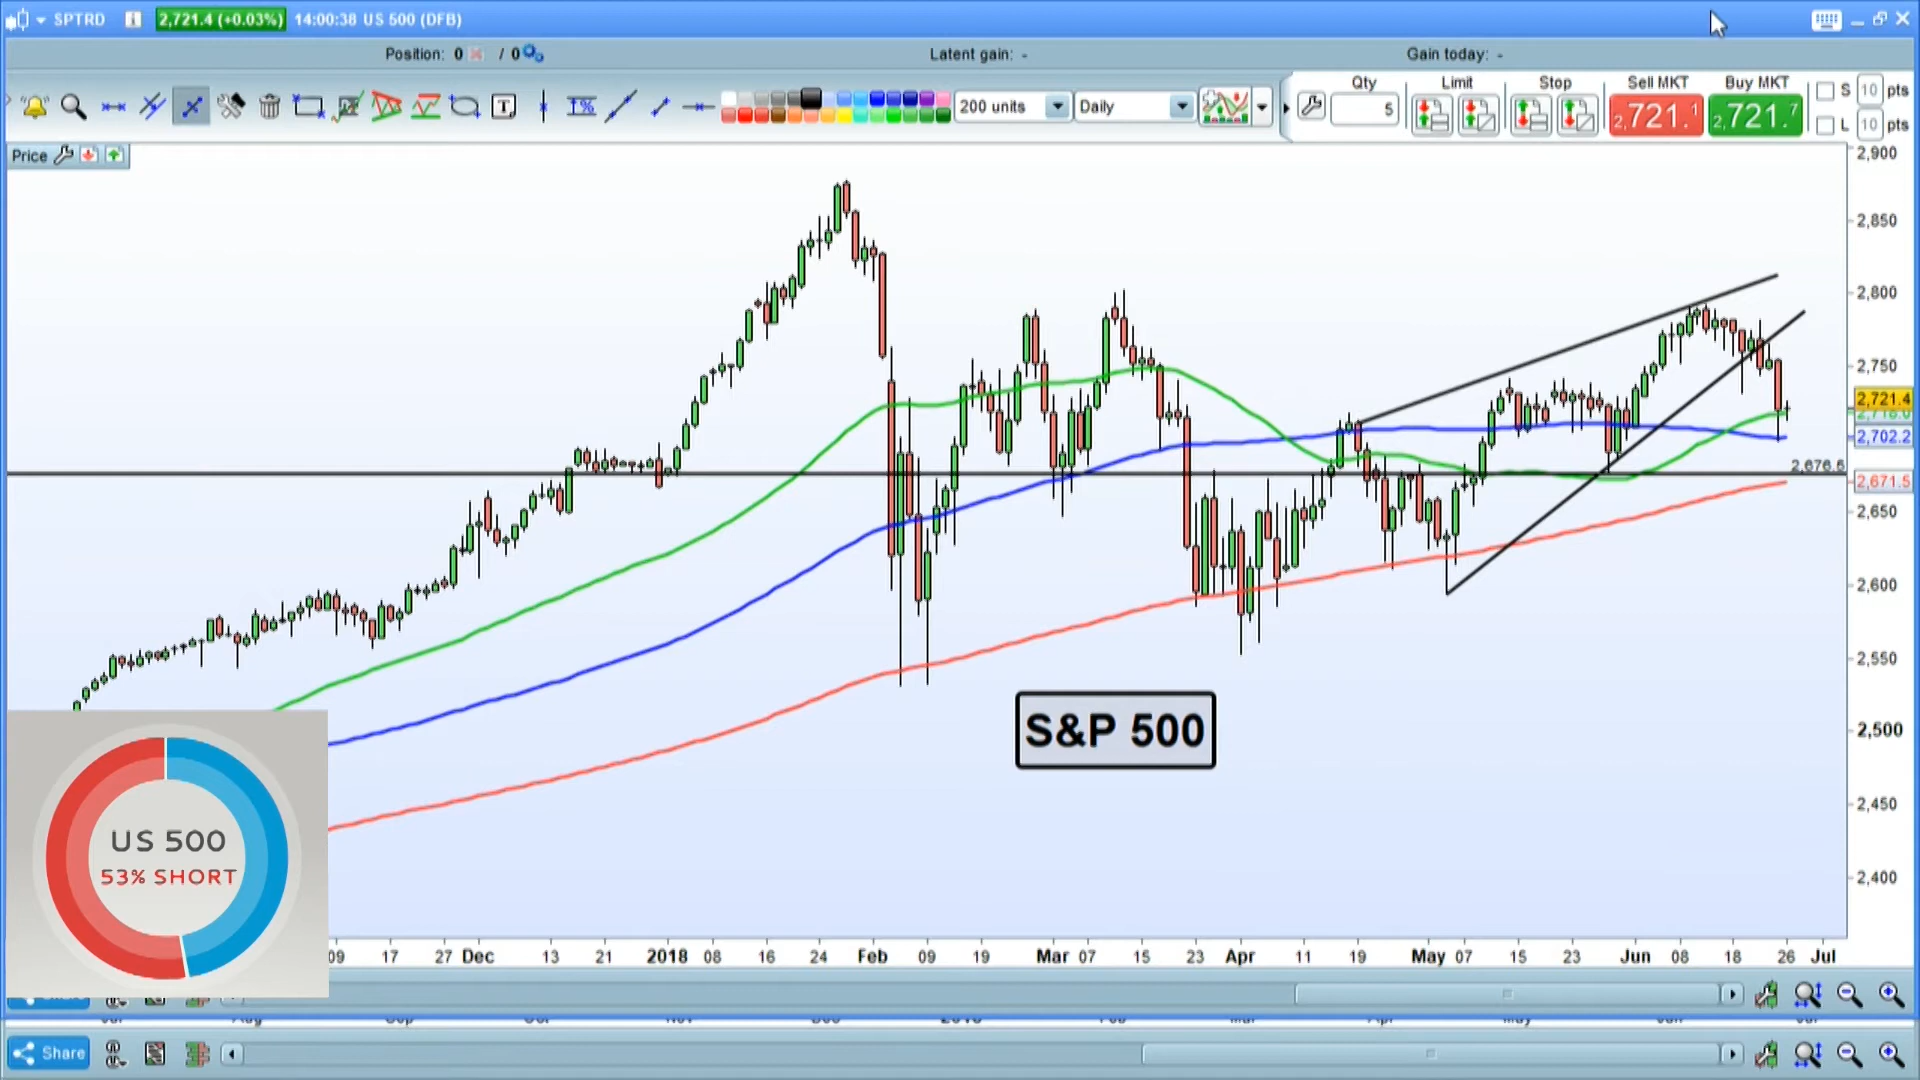 SPTRD i 2,721.4 (+0.03%) 14:00:38 US 500 (DFB)
Position: 0 / 0 Latent gain: - Gain today: -
Qty Limit Stop Sell MKT Buy MKT S 10 pts
200 units Daily 5 2,721.1 2,721.7 L 10 pts
Price
2,900
2,850
2,800
2,750
2,721.4
2,702.2
2,676.5
2,671.5
2,650
2,600
2,550
2,500
2,450
2,400
S&P 500
US 500
53% SHORT
09 17 27 Dec 13 21 2018 08 16 24 Feb 09 19 Mar 07 15 23 Apr 11 19 May 07 15 23 Jun 08 18 26 Jul
Share